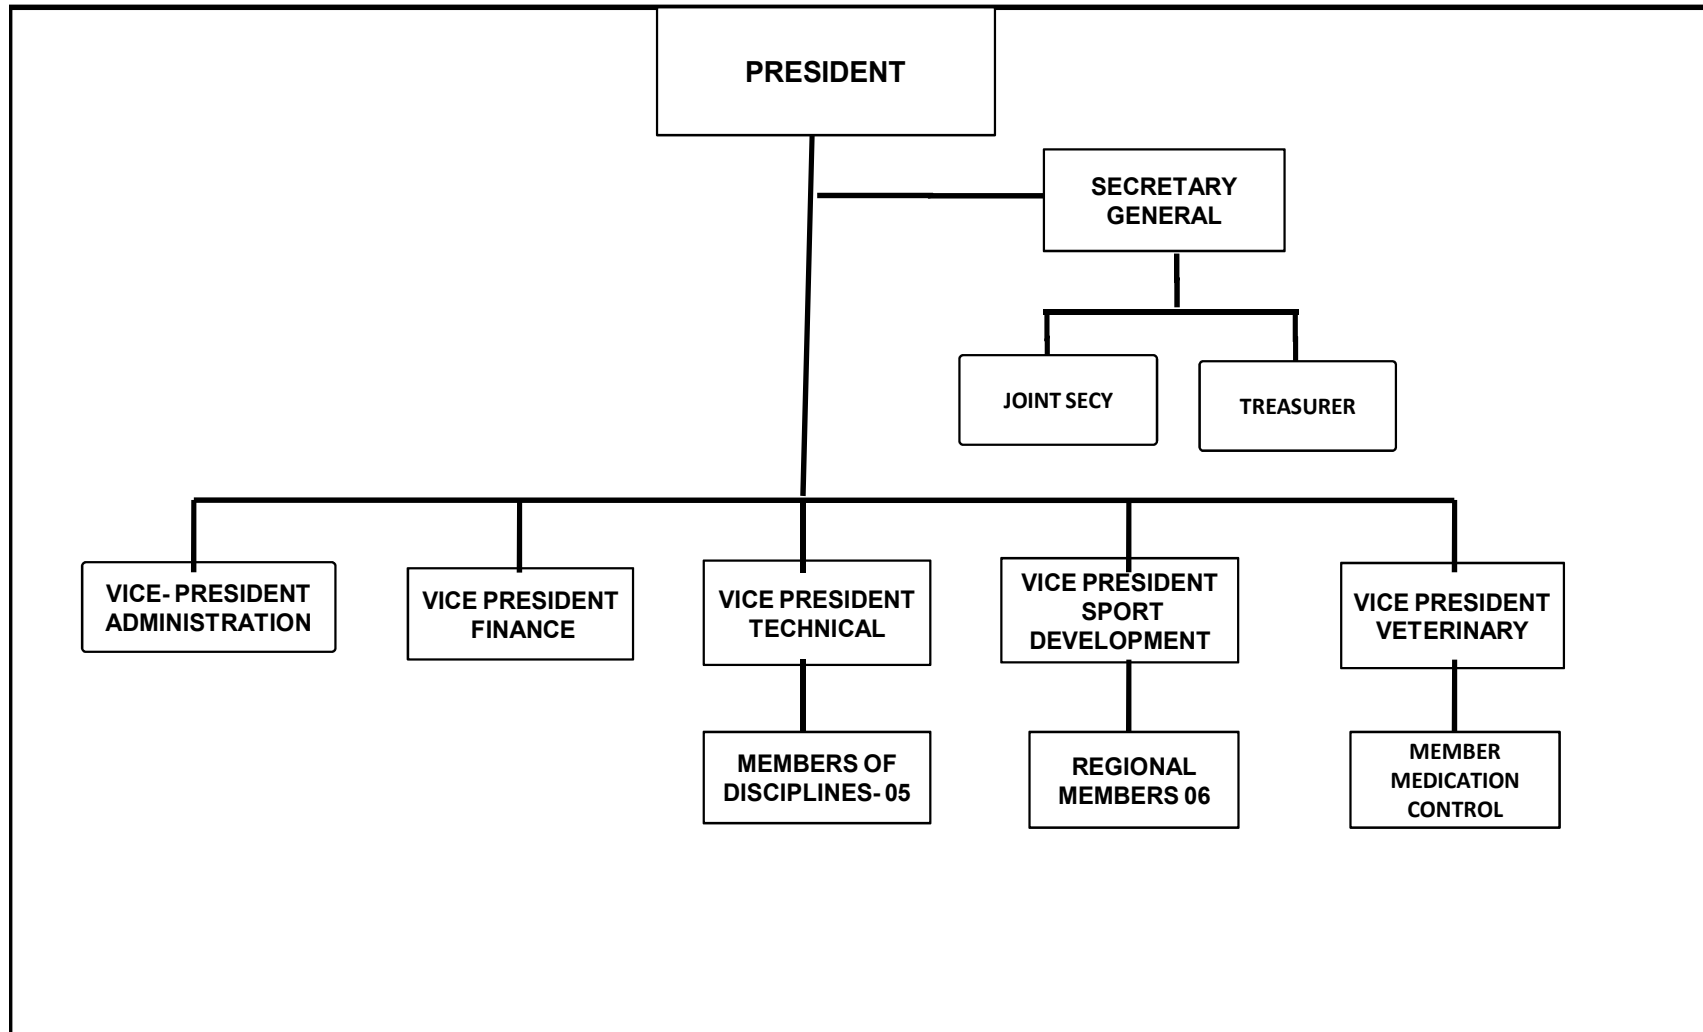 PRESIDENT
SECRETARY
GENERAL
JOINT SECY
TREASURER
VICE- PRESIDENT
ADMINISTRATION
VICE PRESIDENT
FINANCE
VICE PRESIDENT
TECHNICAL
VICE PRESIDENT
SPORT
DEVELOPMENT
VICE PRESIDENT
VETERINARY
MEMBERS OF
DISCIPLINES- 05
REGIONAL
MEMBERS 06
MEMBER
MEDICATION
CONTROL